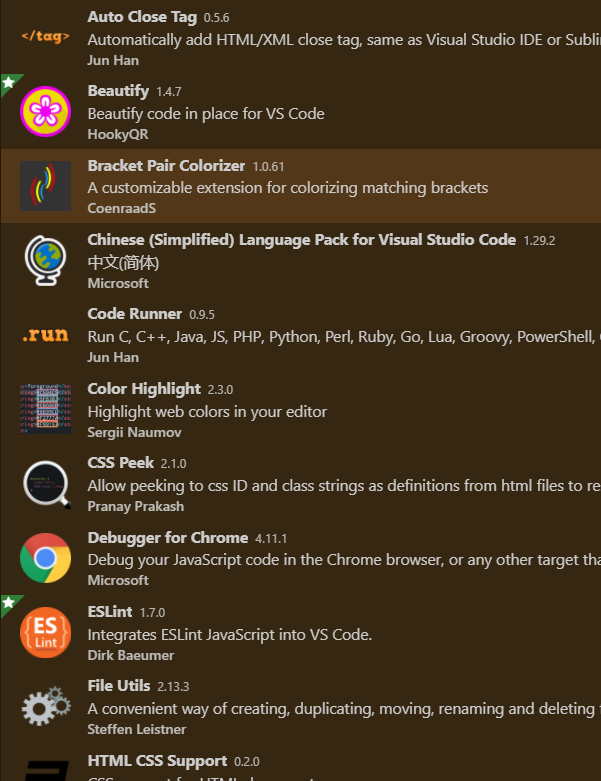 </tag>
Auto Close Tag 0.5.6
Automatically add HTML/XML close tag, same as Visual Studio IDE or Subli
Jun Han
Beautify 1.4.7
Beautify code in place for VS Code
HookyQR
Bracket Pair Colorizer 1.0.61
A customizable extension for colorizing matching brackets
CoenraadS
Chinese (Simplified) Language Pack for Visual Studio Code 1.29.2
中文(简体)
Microsoft
.run
Code Runner 0.9.5
Run C, C++, Java, JS, PHP, Python, Perl, Ruby, Go, Lua, Groovy, PowerShell,
Jun Han
Color Highlight 2.3.0
Highlight web colors in your editor
Sergii Naumov
CSS Peek 2.1.0
Allow peeking to css ID and class strings as definitions from html files to re
Pranay Prakash
Debugger for Chrome 4.11.1
Debug your JavaScript code in the Chrome browser, or any other target tha
Microsoft
ES
Lint
ESLint 1.7.0
Integrates ESLint JavaScript into VS Code.
Dirk Baeumer
File Utils 2.13.3
A convenient way of creating, duplicating, moving, renaming and deleting
Steffen Leistner
HTML CSS Support 0.2.0